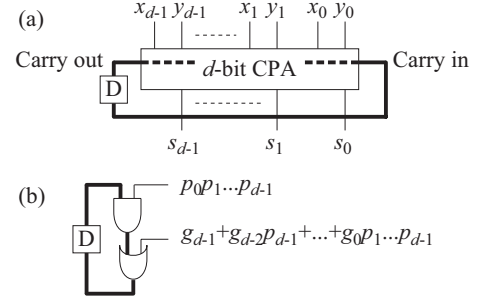 (a)
x_{d-1} y_{d-1} x_1 y_1 x_0 y_0
Carry out d-bit CPA Carry in
D
s_{d-1} s_1 s_0
(b)
p_0p_1...p_{d-1}
D g_{d-1}+g_{d-2}p_{d-1}+...+g_0p_1...p_{d-1}